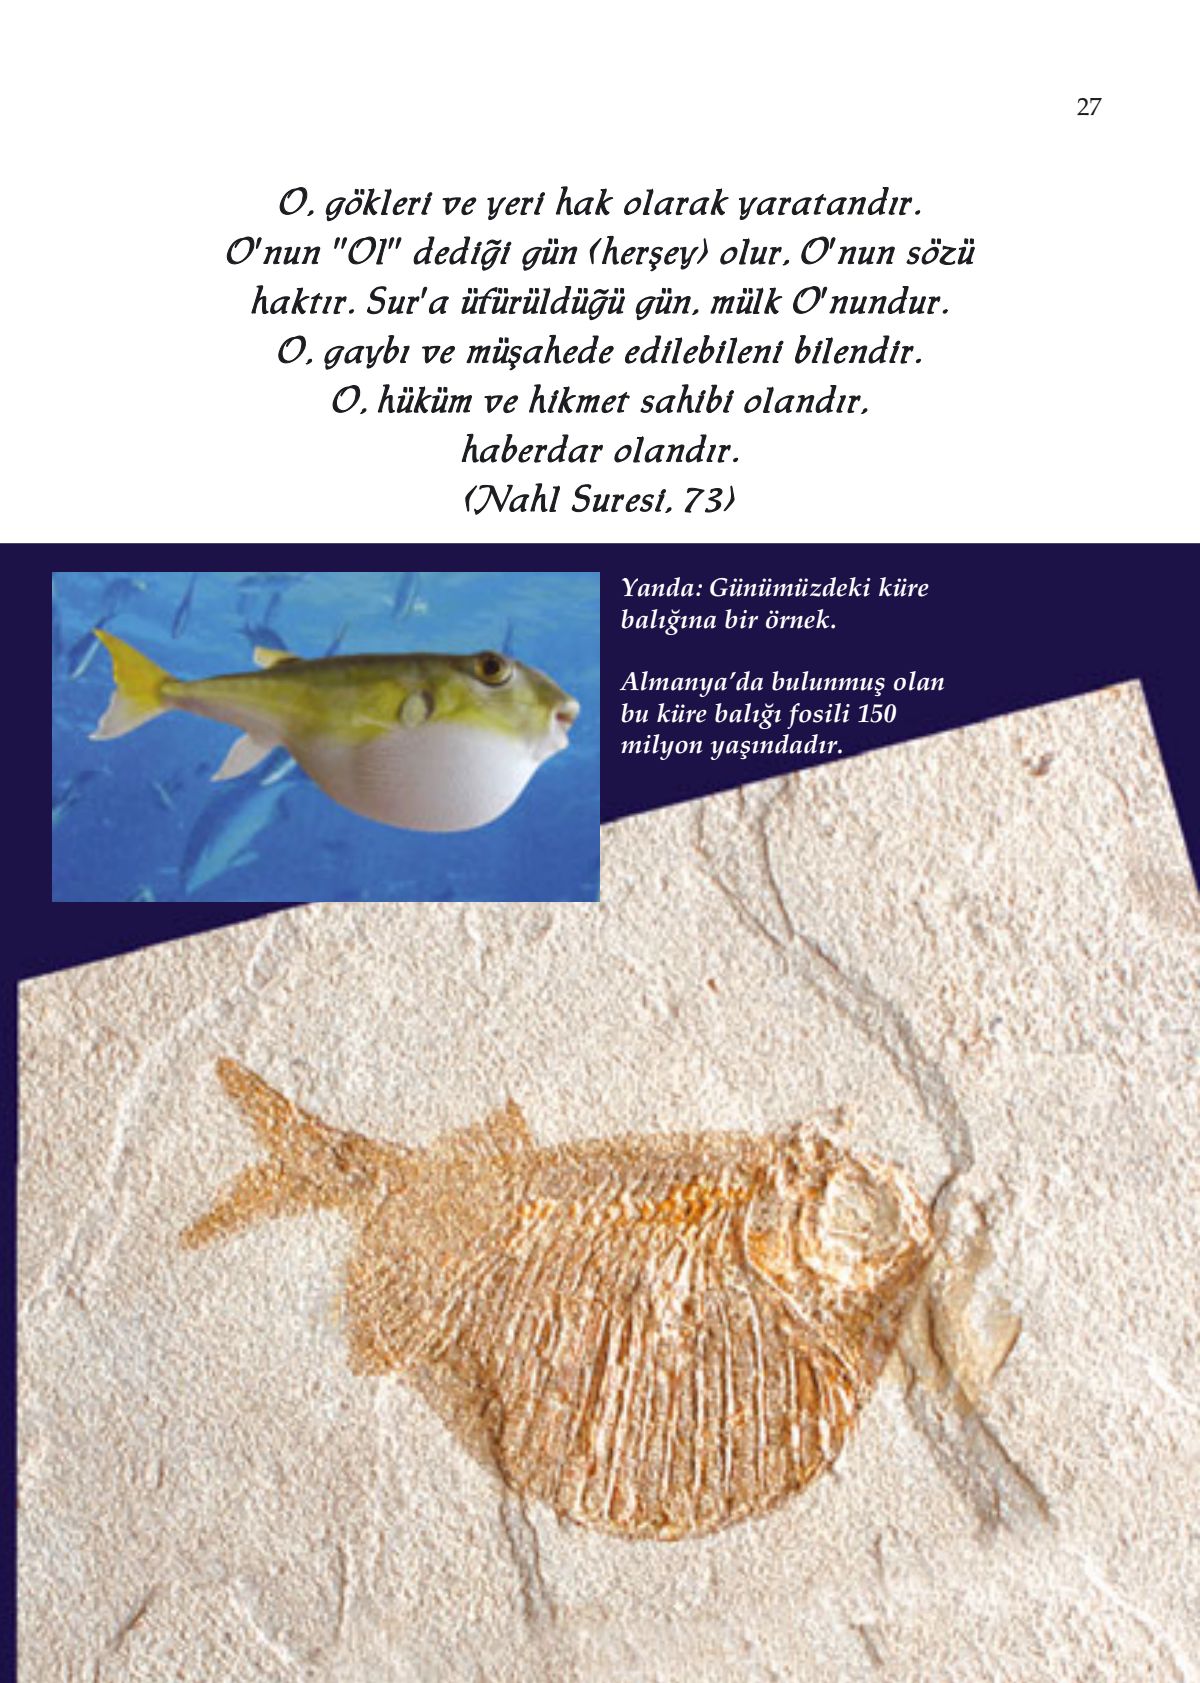 27
O, gökleri ve yeri hak olarak yaratandır.
O'nun "Ol" dediği gün (herşey) olur, O'nun sözü
haktır. Sur'a üfürüldüğü gün, mülk O'nundur.
O, gaybı ve müşahede edilebileni bilendir.
O, hüküm ve hikmet sahibi olandır,
haberdar olandır.
(Nahl Suresi, 73)
Yanda: Günümüzdeki küre
balığına bir örnek.
Almanya’da bulunmuş olan
bu küre balığı fosili 150
milyon yaşındadır.